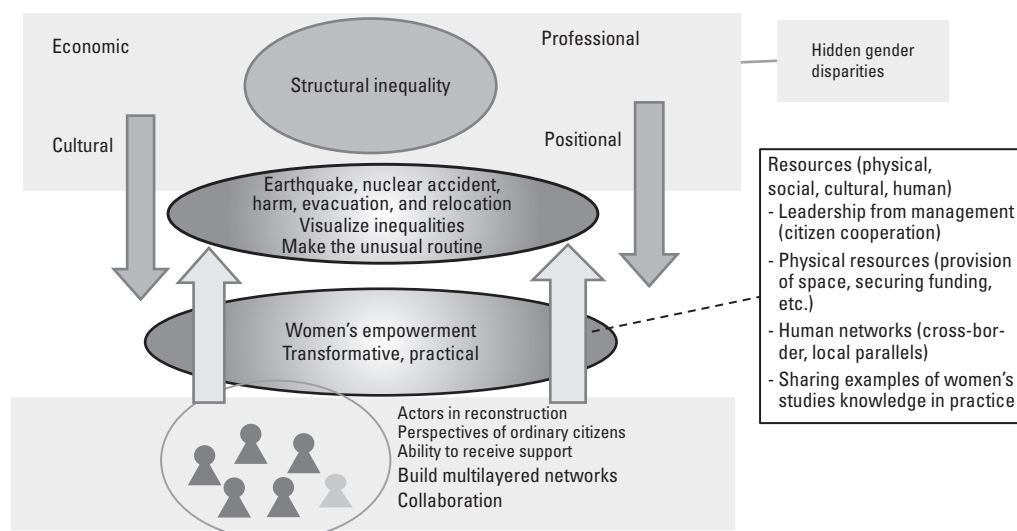 Economic
Professional
Structural inequality
Hidden gender
disparities
Cultural
Positional
Earthquake, nuclear accident,
harm, evacuation, and relocation
Visualize inequalities
Make the unusual routine
Women’s empowerment
Transformative, practical
Resources (physical,
social, cultural, human)
- Leadership from management
(citizen cooperation)
- Physical resources (provision
of space, securing funding,
etc.)
- Human networks (cross-bor-
der, local parallels)
- Sharing examples of women’s
studies knowledge in practice
Actors in reconstruction
Perspectives of ordinary citizens
Ability to receive support
Build multilayered networks
Collaboration